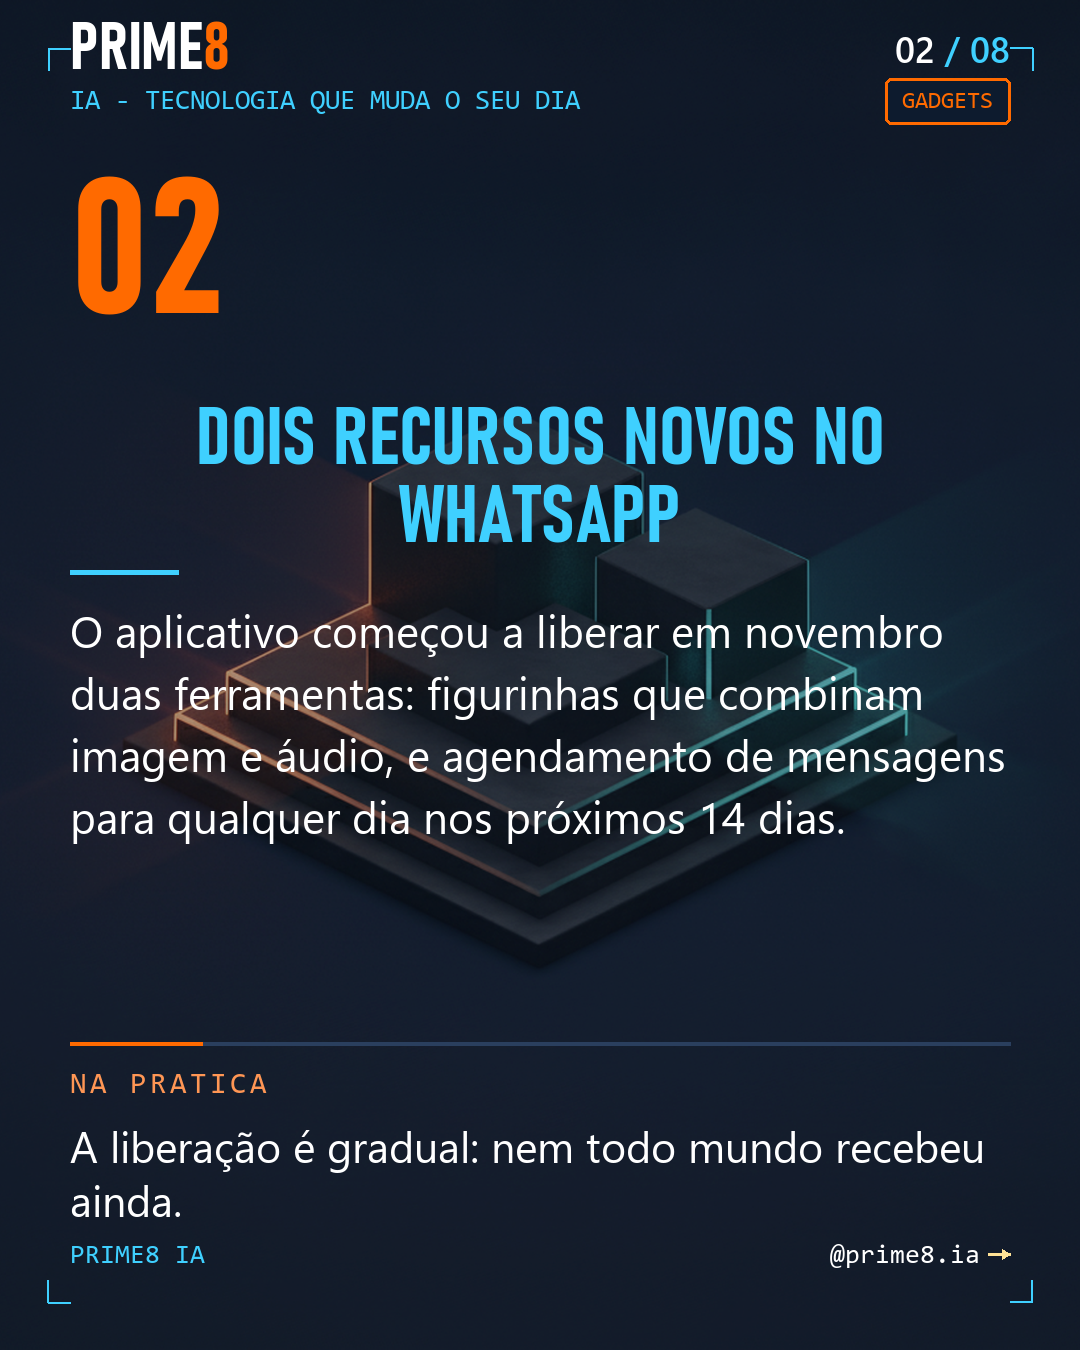 PRIME8
02 / 08
IA - TECNOLOGIA QUE MUDA O SEU DIA
GADGETS
02
DOIS RECURSOS NOVOS NO
WHATSAPP
O aplicativo começou a liberar em novembro
duas ferramentas: figurinhas que combinam
imagem e áudio, e agendamento de mensagens
para qualquer dia nos próximos 14 dias.
NA PRATICA
A liberação é gradual: nem todo mundo recebeu
ainda.
PRIME8 IA
@prime8.ia